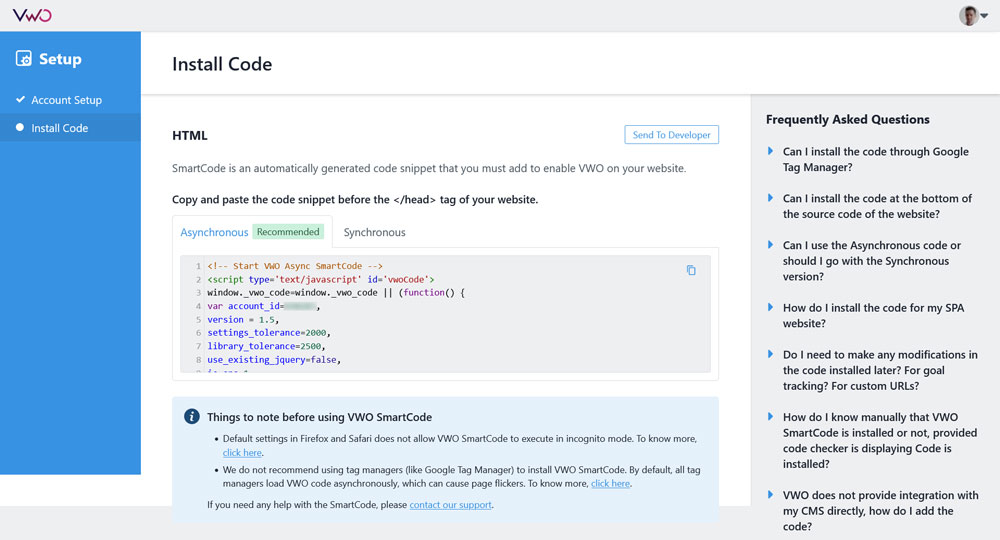 VWO
Setup
Account Setup
Install Code
Install Code
HTML
Send To Developer
SmartCode is an automatically generated code snippet that you must add to enable VWO on your website.
Copy and paste the code snippet before the </head> tag of your website.
Asynchronous Recommended Synchronous
1 <!-- Start VWO Async SmartCode -->
2 <script type='text/javascript' id='vwoCode'>
3 window._vwo_code=window._vwo_code || (function() {
4 var account_id= ,
5 version = 1.5,
6 settings_tolerance=2000,
7 library_tolerance=2500,
8 use_existing_jquery=false,
Things to note before using VWO SmartCode
• Default settings in Firefox and Safari does not allow VWO SmartCode to execute in incognito mode. To know more,
click here.
• We do not recommend using tag managers (like Google Tag Manager) to install VWO SmartCode. By default, all tag
managers load VWO code asynchronously, which can cause page flickers. To know more, click here.
If you need any help with the SmartCode, please contact our support.
Frequently Asked Questions
Can I install the code through Google
Tag Manager?
Can I install the code at the bottom of
the source code of the website?
Can I use the Asynchronous code or
should I go with the Synchronous
version?
How do I install the code for my SPA
website?
Do I need to make any modifications in
the code installed later? For goal
tracking? For custom URLs?
How do I know manually that VWO
SmartCode is installed or not, provided
code checker is displaying Code is
installed?
VWO does not provide integration with
my CMS directly, how do I add the
code?